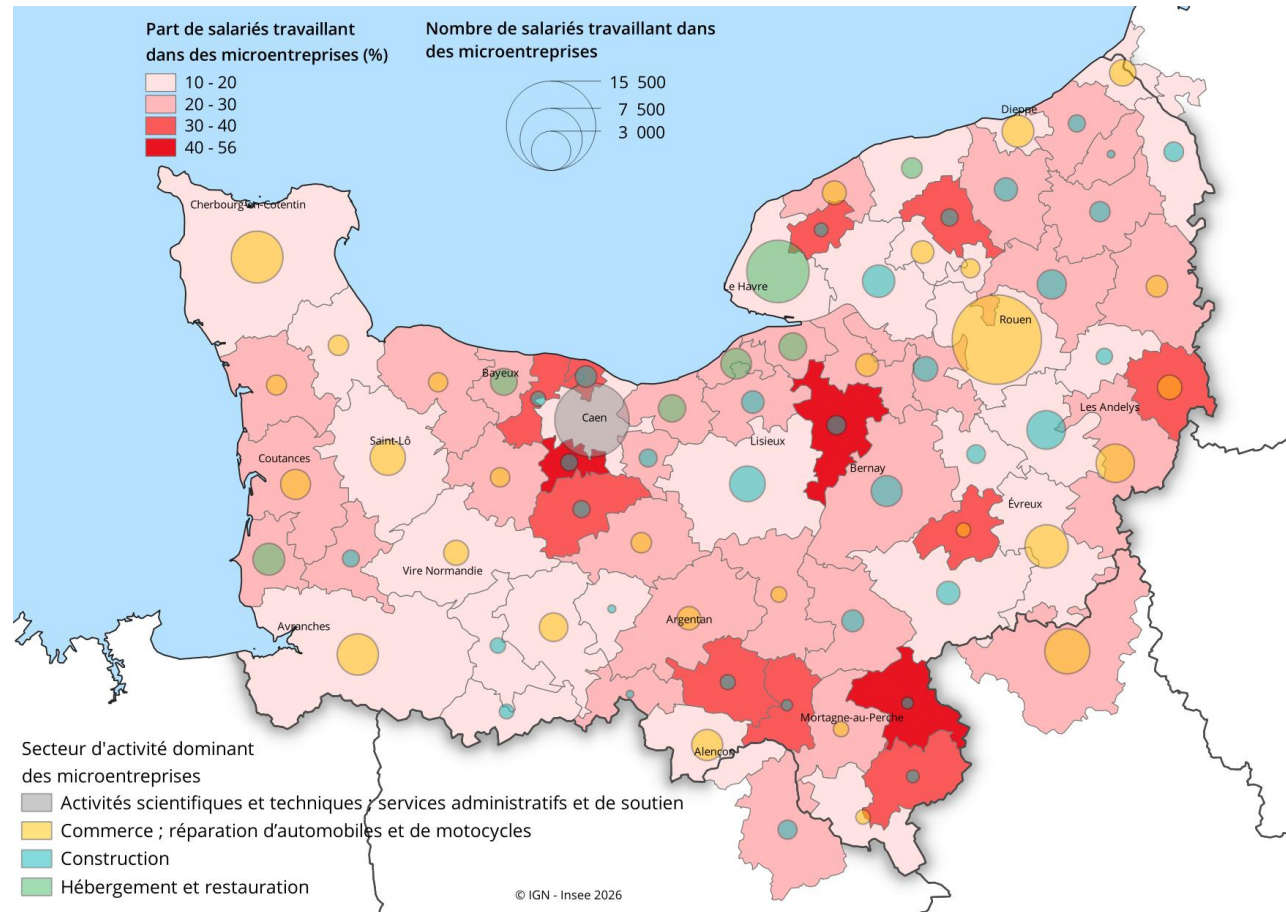 Part de salariés travaillant
dans des microentreprises (%)
10 - 20
20 - 30
30 - 40
40 - 56
Nombre de salariés travaillant dans
des microentreprises
15 500
7 500
3 000
Dieppe
Cherbourg-en-Cotentin
Le Havre
Rouen
Bayeux
Caen
Les Andelys
Saint-Lô
Lisieux
Coutances
Bernay
Évreux
Vire Normandie
Avranches
Argentan
Mortagne-au-Perche
Alençon
Secteur d'activité dominant
des microentreprises
Activités scientifiques et techniques ; services administratifs et de soutien
Commerce ; réparation d’automobiles et de motocycles
Construction
Hébergement et restauration
© IGN - Insee 2026